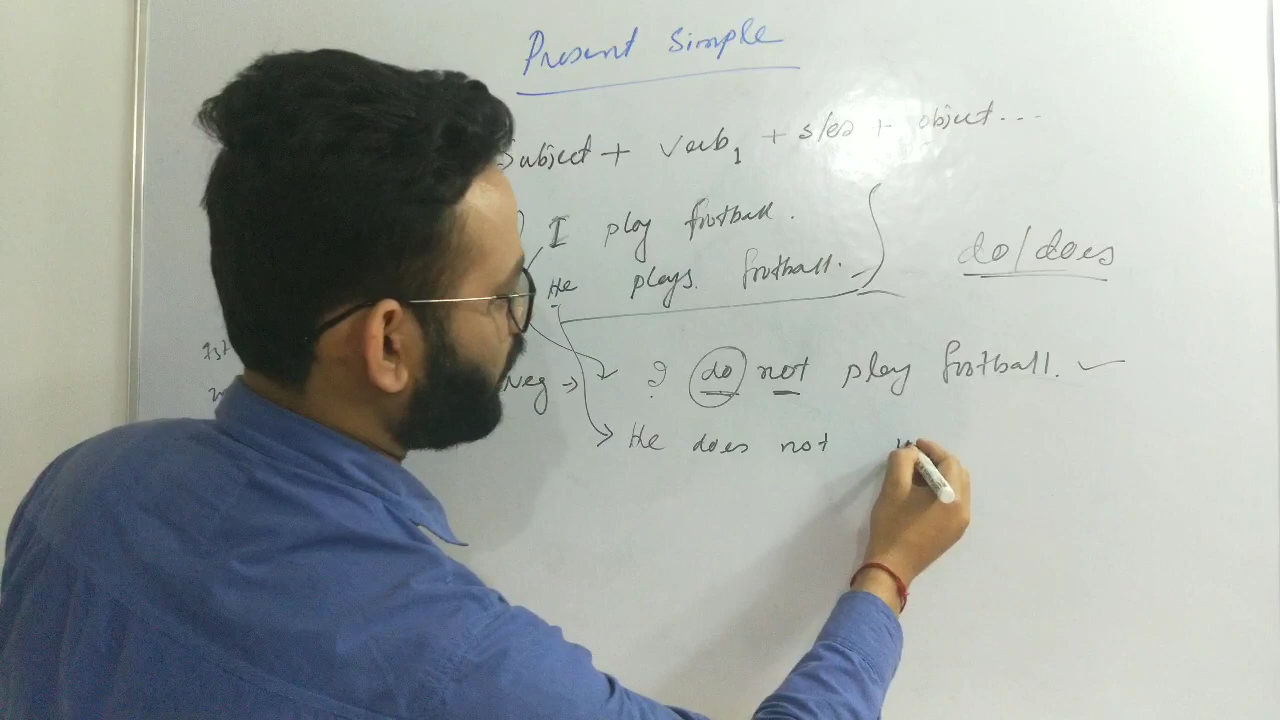 Present Simple
Subject + Verb1 + s/es + object...
I play football.
He plays. football.
do/does
Neg → I do not play football.
He does not